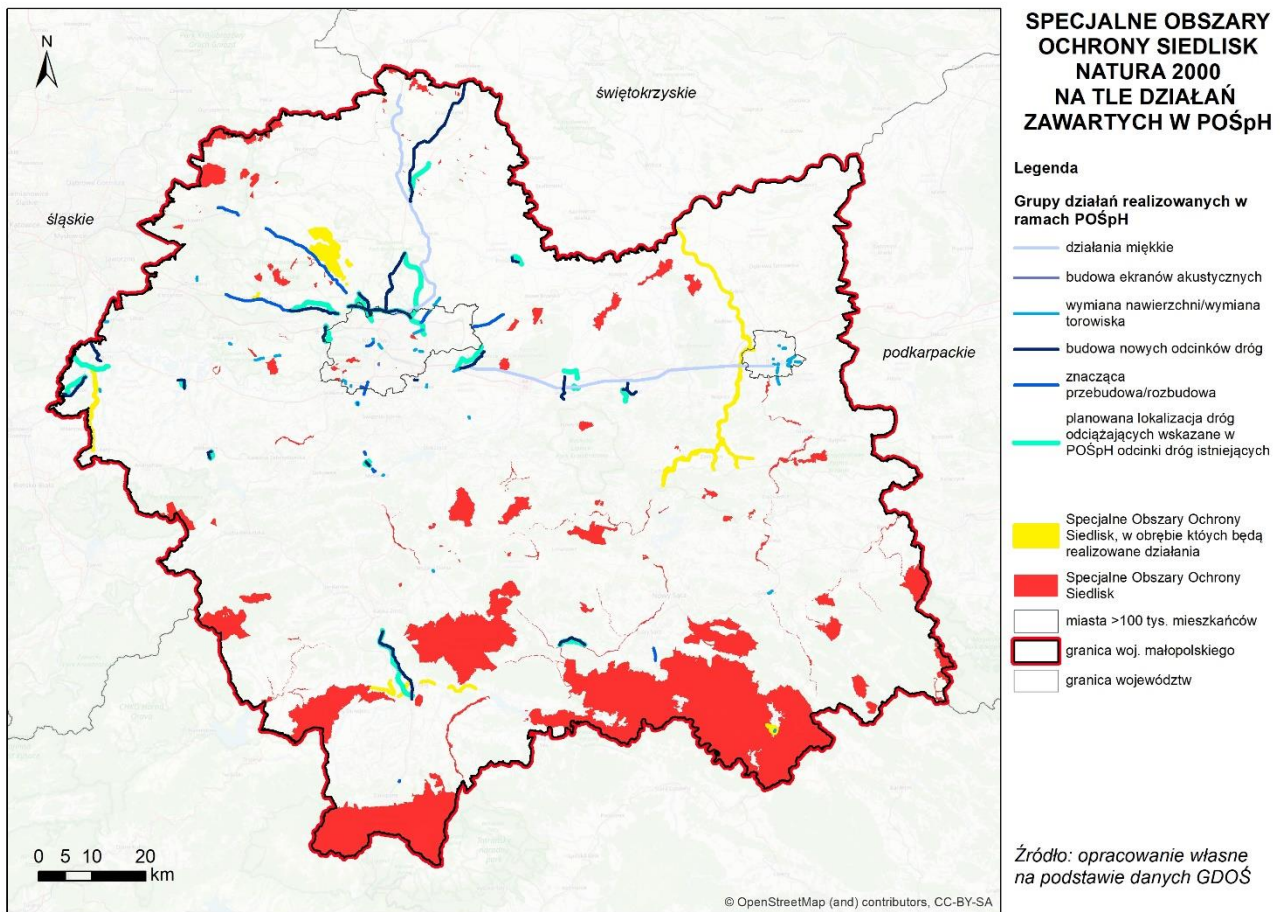 SPECJALNE OBSZARY
OCHRONY SIEDLISK
NATURA 2000
NA TLE DZIAŁAŃ
ZAWARTYCH W POŚpH
Legenda
Grupy działań realizowanych w
ramach POŚpH
działania miękkie
budowa ekranów akustycznych
wymiana nawierzchni/wymiana
torowiska
budowa nowych odcinków dróg
znacząca
przebudowa/rozbudowa
planowana lokalizacja dróg
odciążających wskazane w
POŚpH odcinki dróg istniejących
Specjalne Obszary Ochrony
Siedlisk, w obrębie któych będą
realizowane działania
Specjalne Obszary Ochrony
Siedlisk
miasta >100 tys. mieszkańców
granica woj. małopolskiego
granica województw
Źródło: opracowanie własne
na podstawie danych GDOŚ
N
świętokrzyskie
śląskie
podkarpackie
0 5 10 20
km
© OpenStreetMap (and) contributors, CC-BY-SA